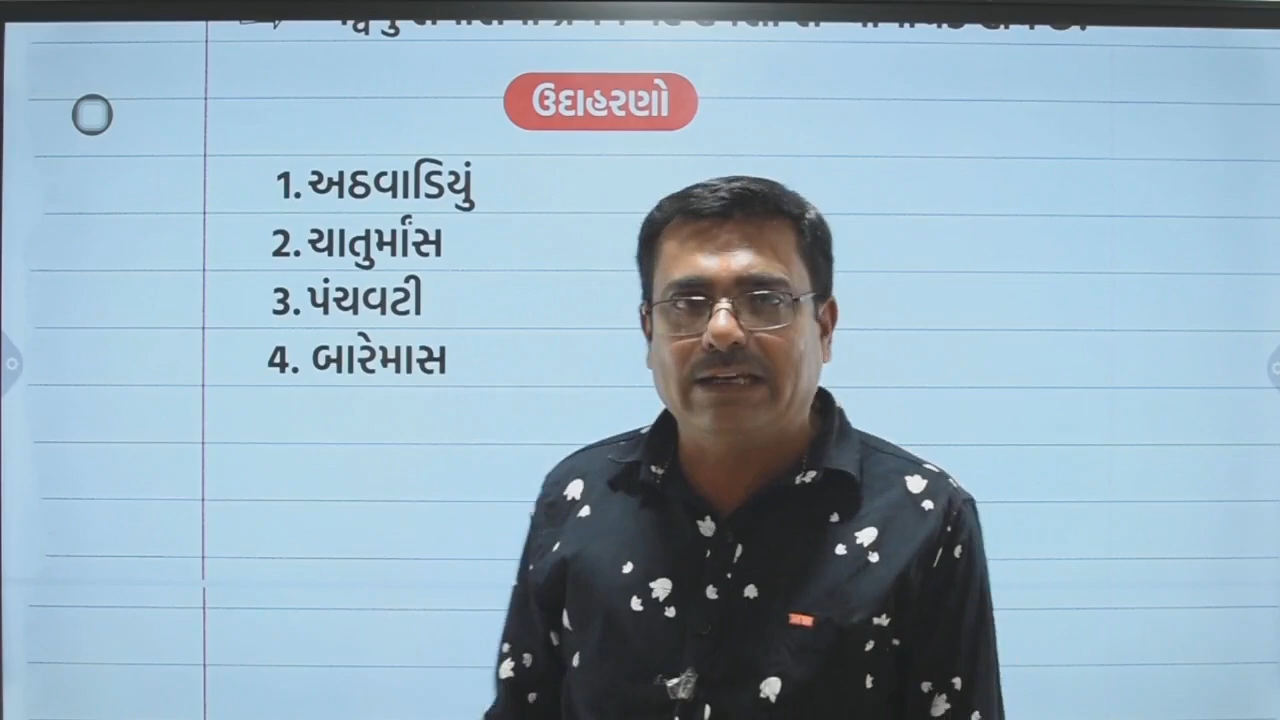 ઉદાહરણો
1. અઠવાડિયું
2. ચાતુર્માંસ
3. પંચવટી
4. બારેમાસ